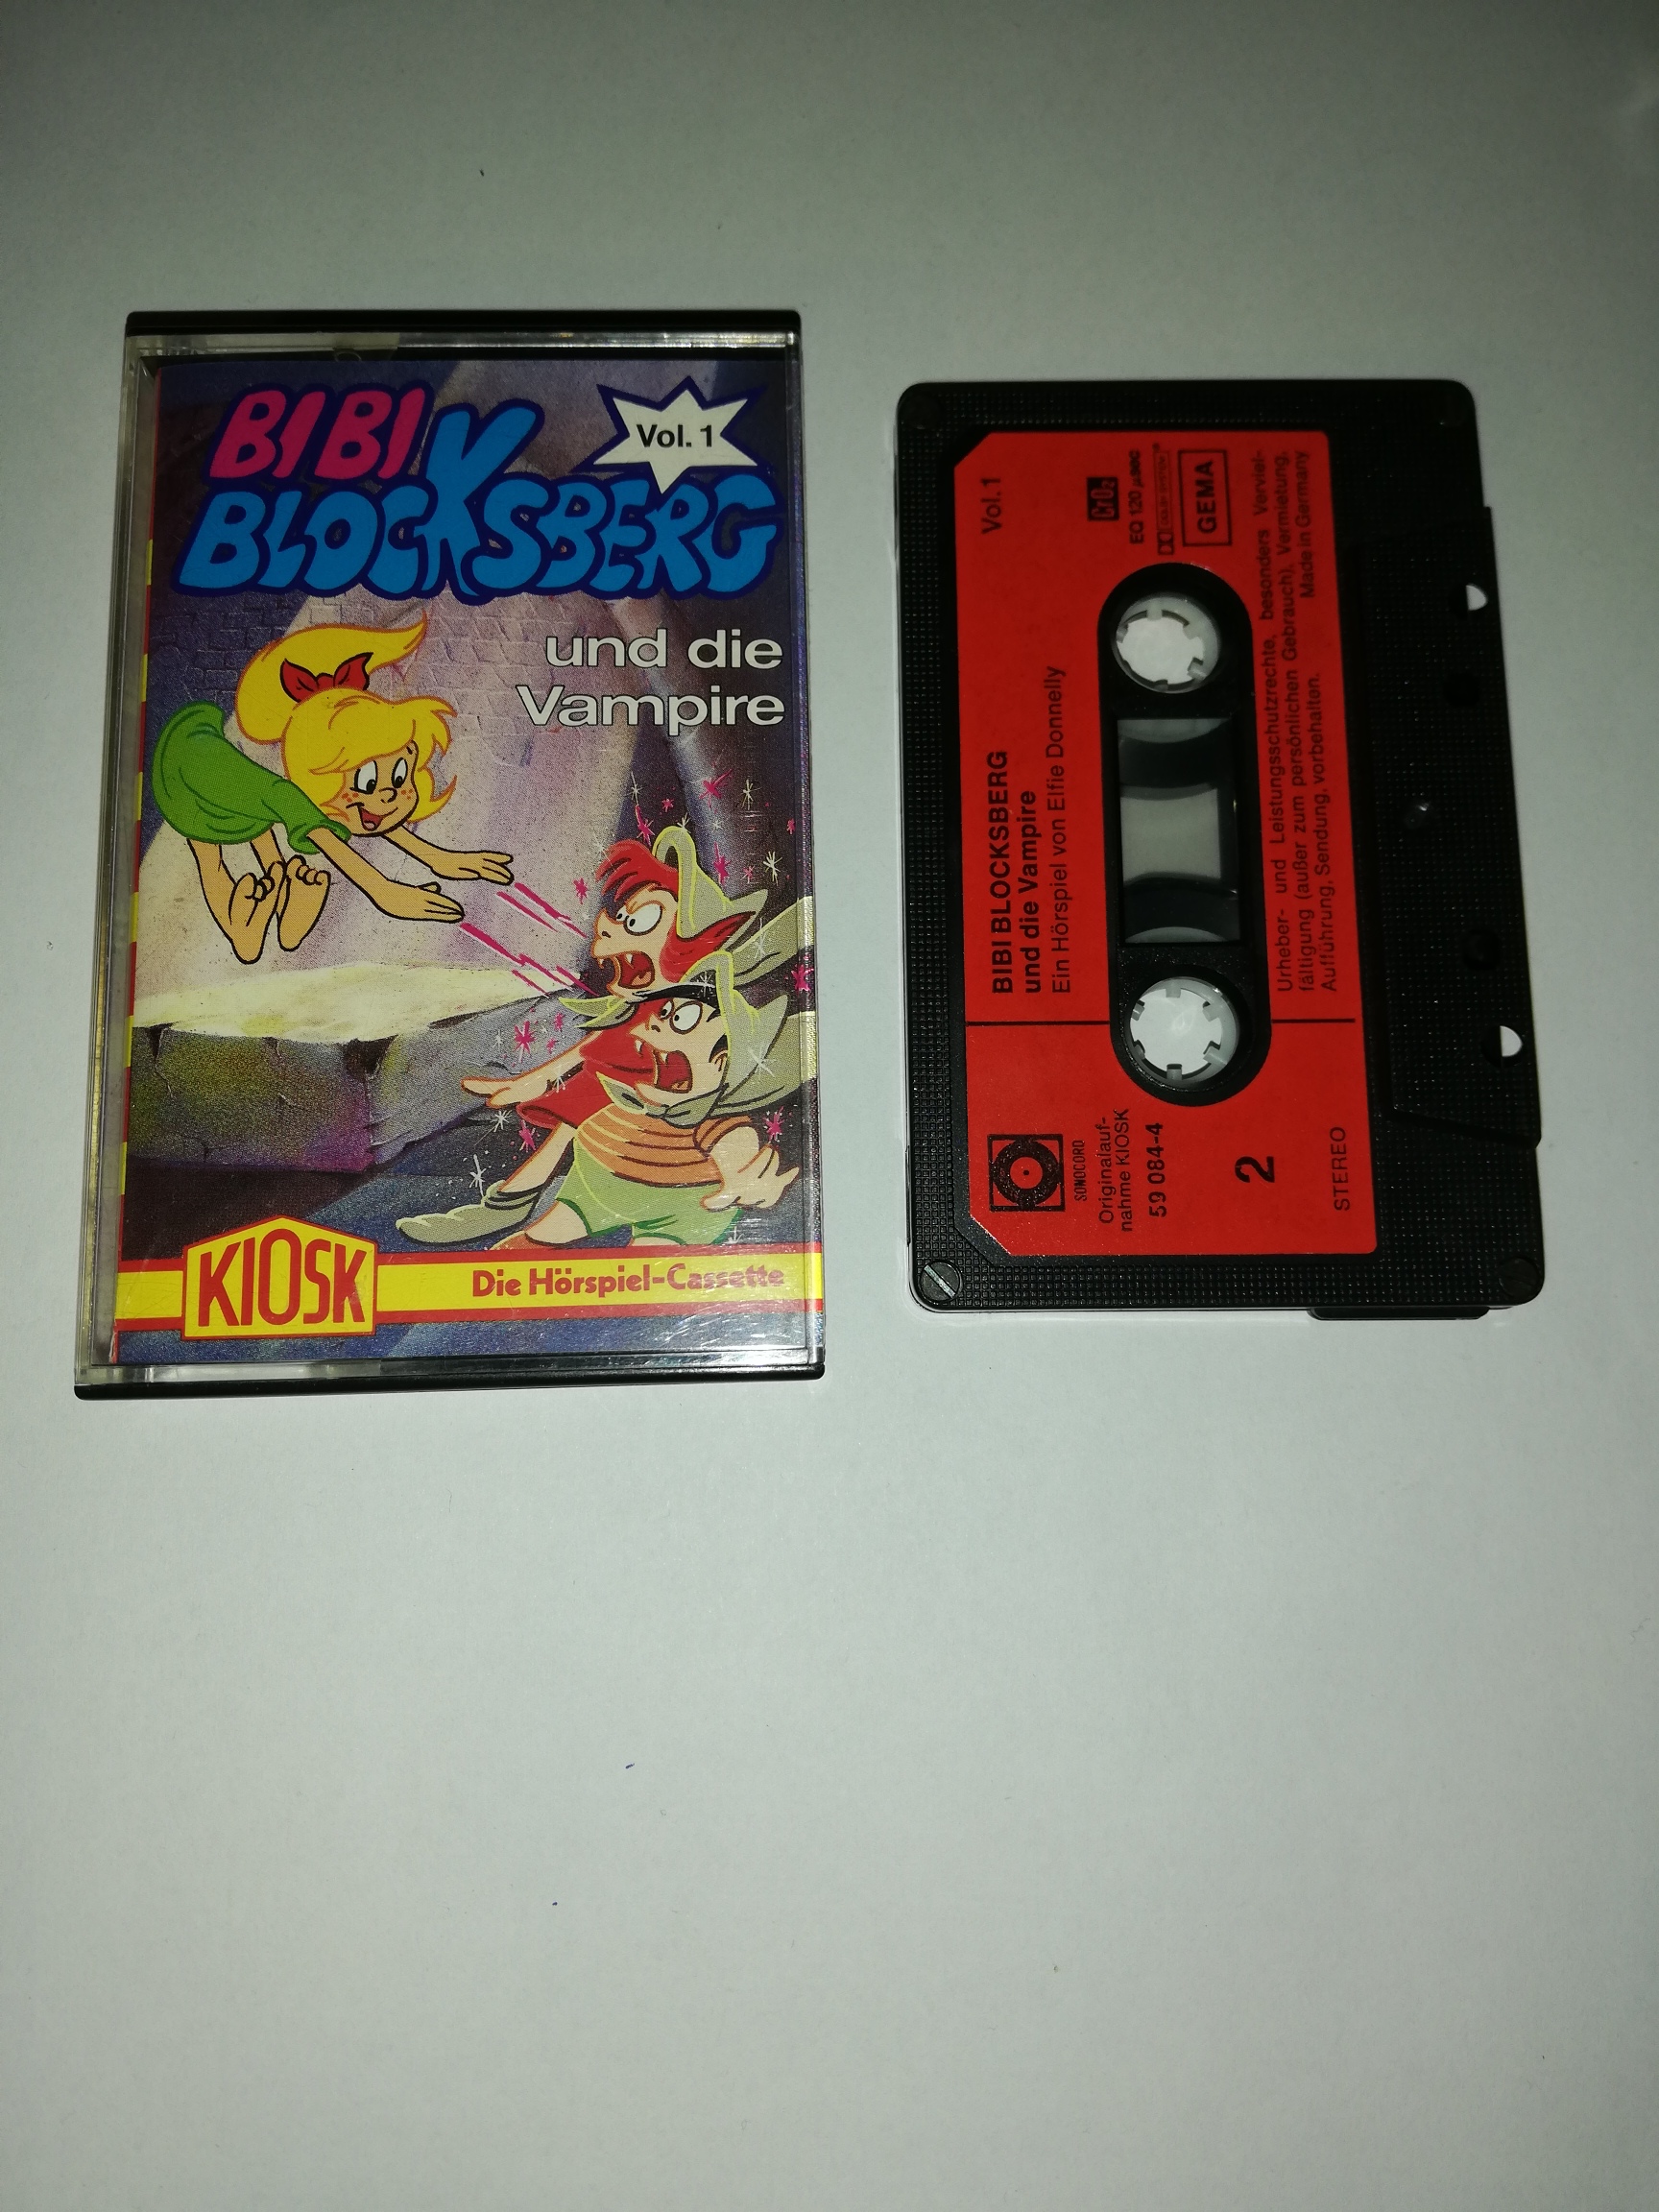 BIBI
BLOCKSBERG
Vol. 1
und die
Vampire
KIOSK
Die Hörspiel-Cassette
Vol. 1
BIBI BLOCKSBERG
und die Vampire
Ein Hörspiel von Elfie Donnelly
CrO2
EQ 120 µsec
GEMA
SONOCORD
Originalauf-
nahme KIOSK
59 084-4
2
STEREO
Urheber- und Leistungsschutzrechte, besonders Verviel-
fältigung (außer zum persönlichen Gebrauch), Vermietung,
Aufführung, Sendung, vorbehalten. Made in Germany